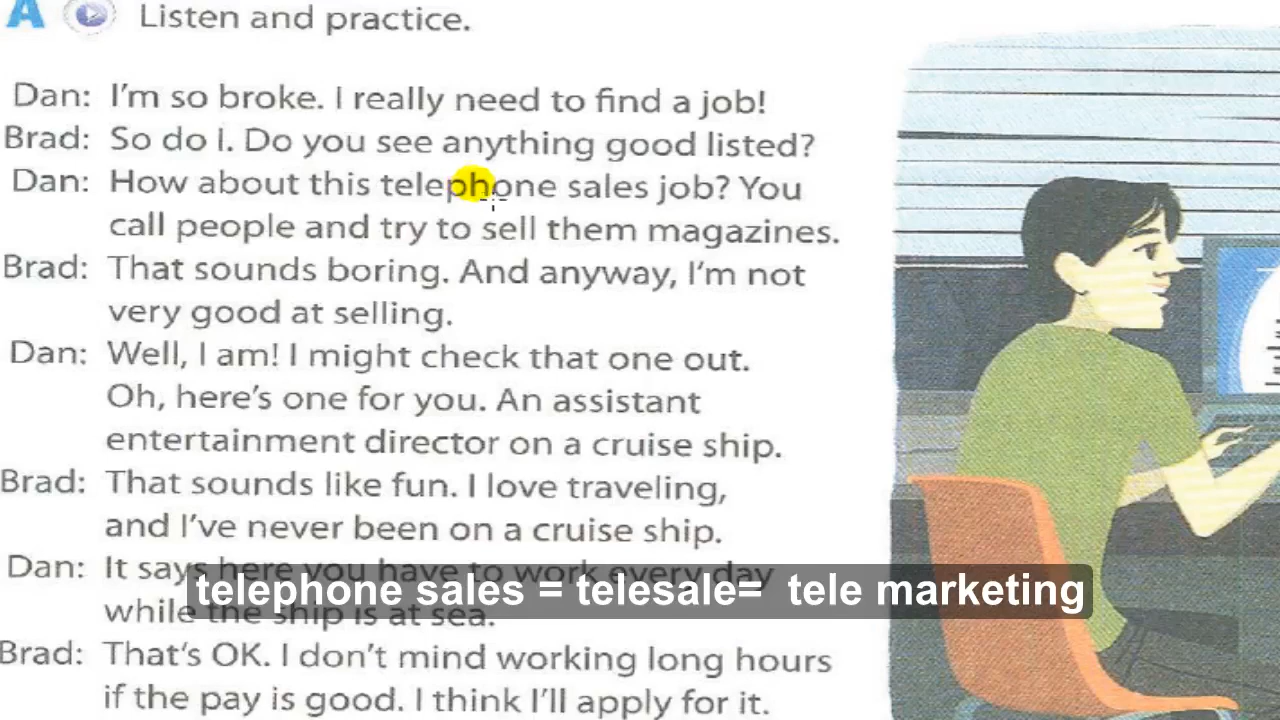 A Listen and practice.
Dan: I'm so broke. I really need to find a job!
Brad: So do I. Do you see anything good listed?
Dan: How about this telephone sales job? You
call people and try to sell them magazines.
Brad: That sounds boring. And anyway, I'm not
very good at selling.
Dan: Well, I am! I might check that one out.
Oh, here's one for you. An assistant
entertainment director on a cruise ship.
Brad: That sounds like fun. I love traveling,
and I've never been on a cruise ship.
Dan: It says here you have to work every day
while the ship is at sea.
telephone sales = telesale= tele marketing
Brad: That's OK. I don't mind working long hours
if the pay is good. I think I'll apply for it.